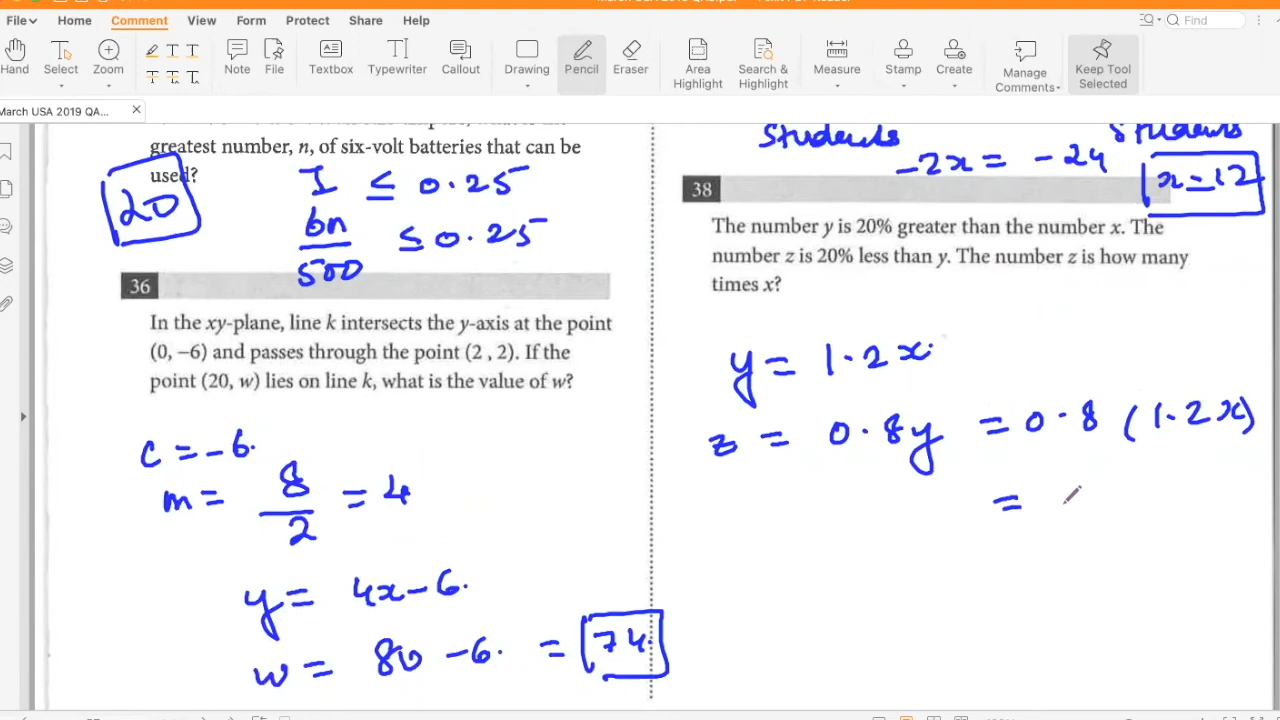 File Home Comment View Form Protect Share Help Find
Hand Select Zoom Note File Textbox Typewriter Callout Drawing Pencil Eraser Area Highlight Search & Highlight Measure Stamp Create Manage Comments Keep Tool Selected
March USA 2019 QA...
greatest number, n, of six-volt batteries that can be
used?
20
I ≤ 0.25
6n/500 ≤ 0.25
36
In the xy-plane, line k intersects the y-axis at the point
(0, −6) and passes through the point (2 , 2). If the
point (20, w) lies on line k, what is the value of w?
c = -6.
m = 8/2 = 4
y = 4x - 6.
w = 80 - 6. = 74.
Students Students
-2x = -24 x = 12
38
The number y is 20% greater than the number x. The
number z is 20% less than y. The number z is how many
times x?
y = 1.2x.
z = 0.8y = 0.8 (1.2x)
=